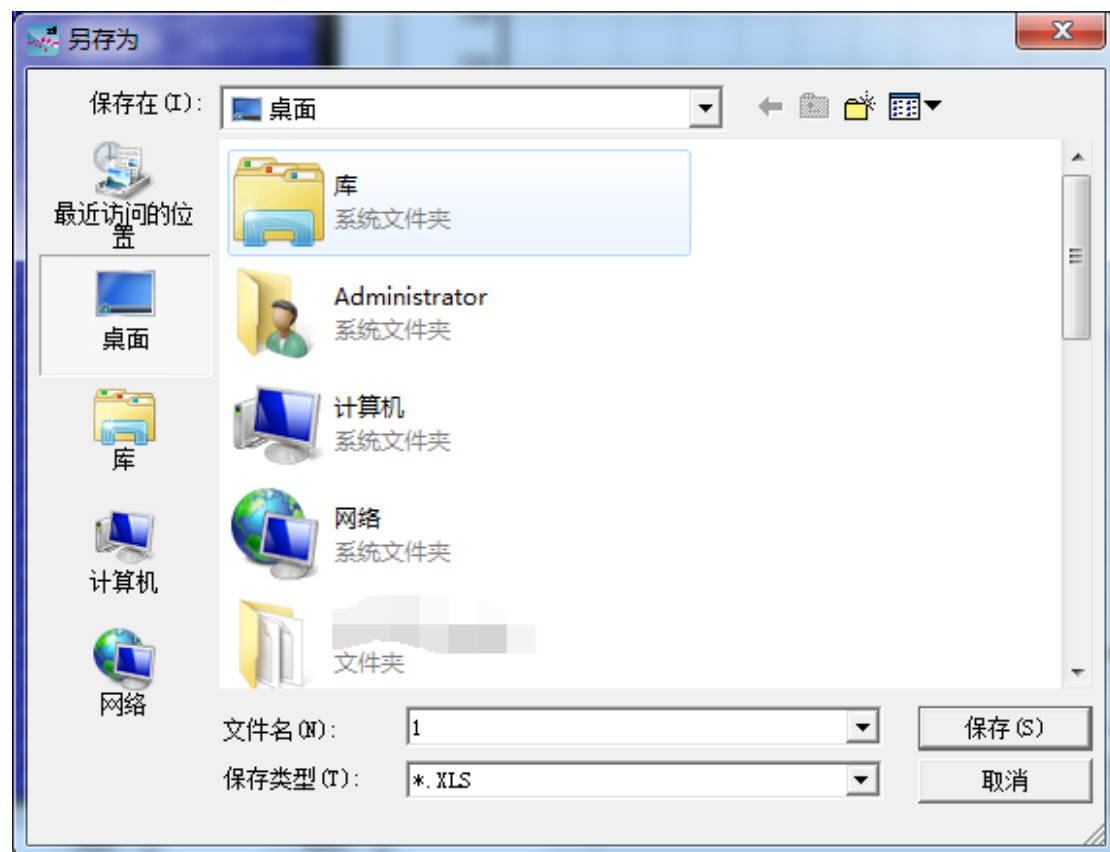 另存为
保存在(I):
桌面
最近访问的位
置
桌面
库
计算机
网络
库
系统文件夹
Administrator
系统文件夹
计算机
系统文件夹
网络
系统文件夹
文件夹
文件名(N):
1
保存(S)
保存类型(T):
*.XLS
取消